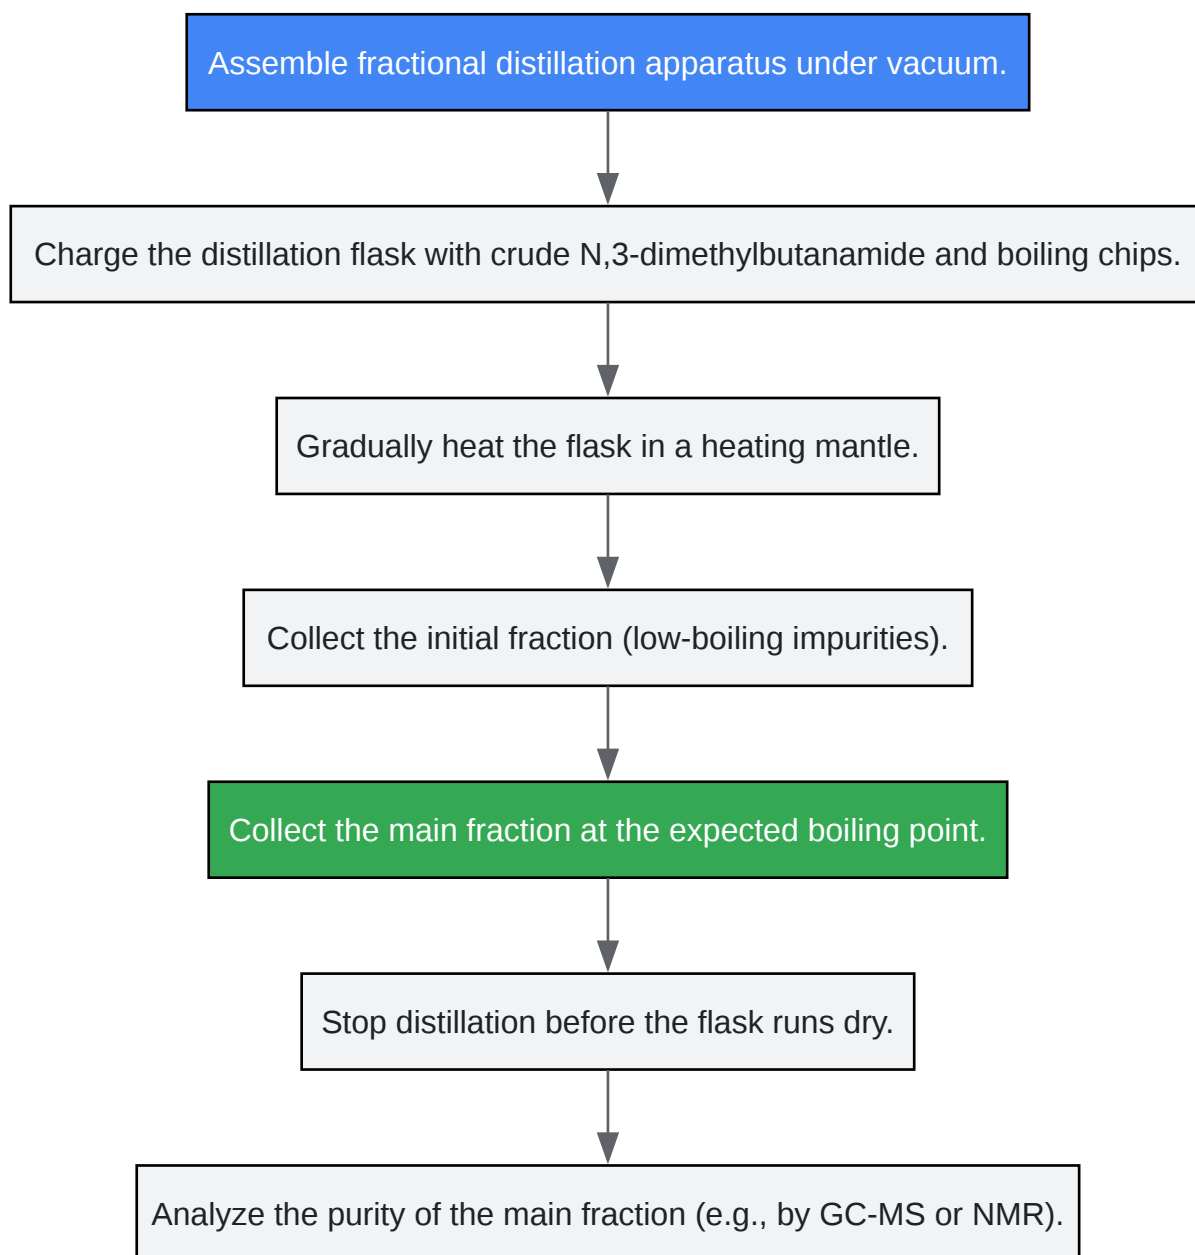 Assemble fractional distillation apparatus under vacuum.
Charge the distillation flask with crude N,3-dimethylbutanamide and boiling chips.
Gradually heat the flask in a heating mantle.
Collect the initial fraction (low-boiling impurities).
Collect the main fraction at the expected boiling point.
Stop distillation before the flask runs dry.
Analyze the purity of the main fraction (e.g., by GC-MS or NMR).